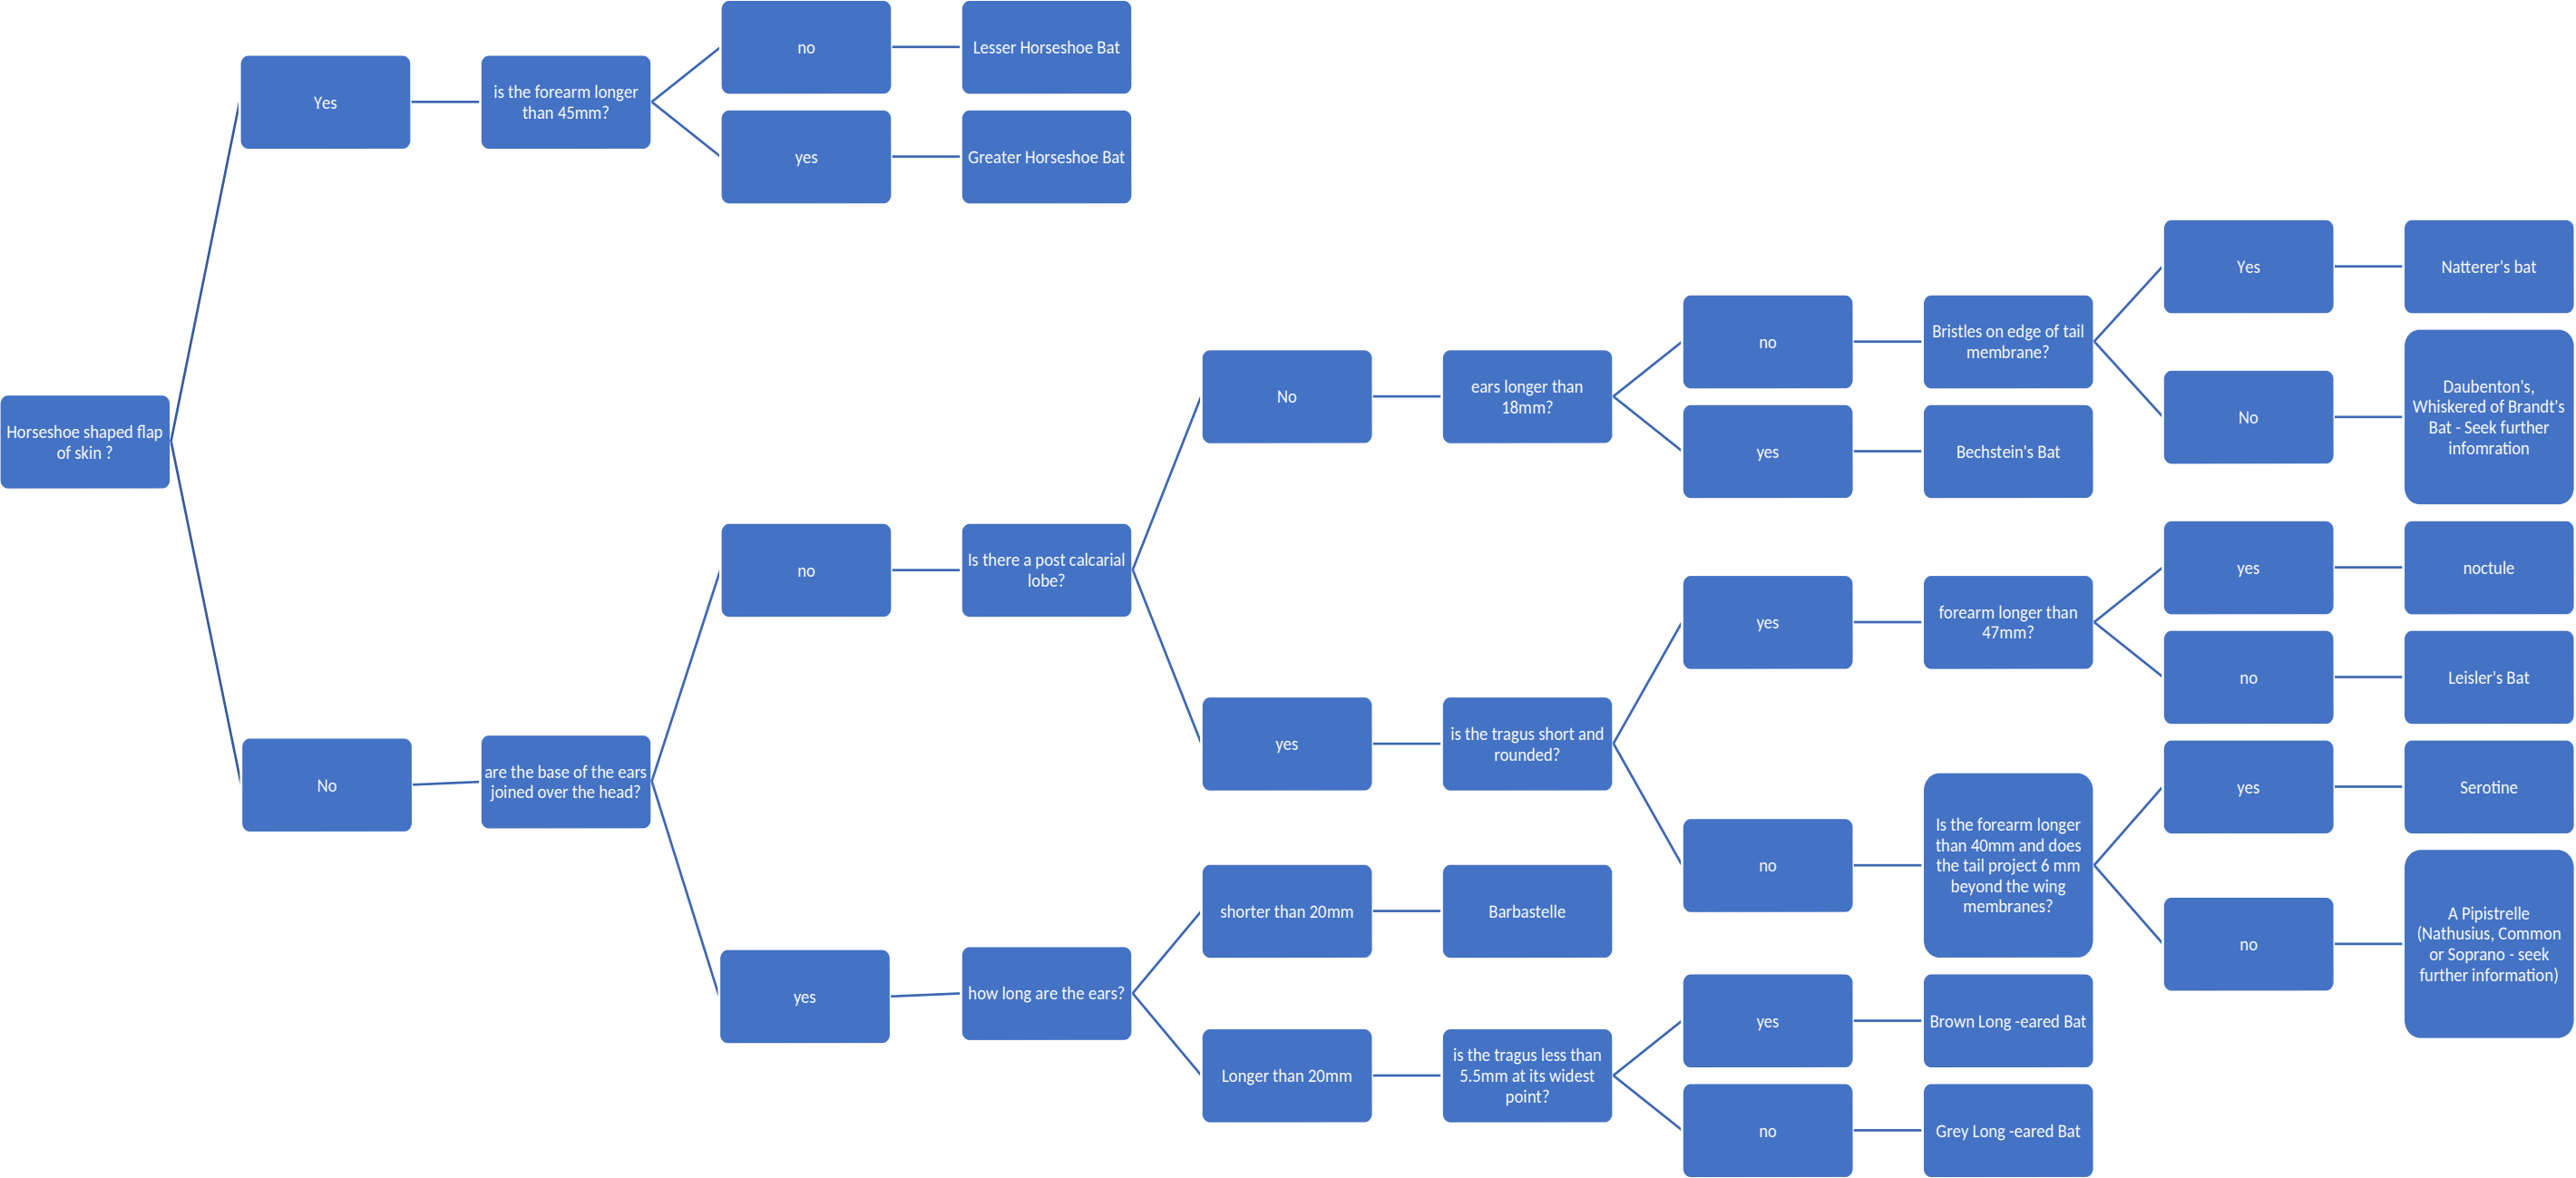 Horseshoe shaped flap
of skin ?
Yes
is the forearm longer
than 45mm?
no
Lesser Horseshoe Bat
yes
Greater Horseshoe Bat
No
are the base of the ears
joined over the head?
no
Is there a post calcarial
lobe?
No
ears longer than
18mm?
no
Bristles on edge of tail
membrane?
Yes
Natterer's bat
No
Daubenton's,
Whiskered of Brandt's
Bat - Seek further
infomration
yes
Bechstein's Bat
yes
is the tragus short and
rounded?
yes
forearm longer than
47mm?
yes
noctule
no
Leisler's Bat
no
Is the forearm longer
than 40mm and does
the tail project 6 mm
beyond the wing
membranes?
yes
Serotine
no
A Pipistrelle
(Nathusius, Common
or Soprano - seek
further information)
yes
how long are the ears?
shorter than 20mm
Barbastelle
Longer than 20mm
is the tragus less than
5.5mm at its widest
point?
yes
Brown Long -eared Bat
no
Grey Long -eared Bat